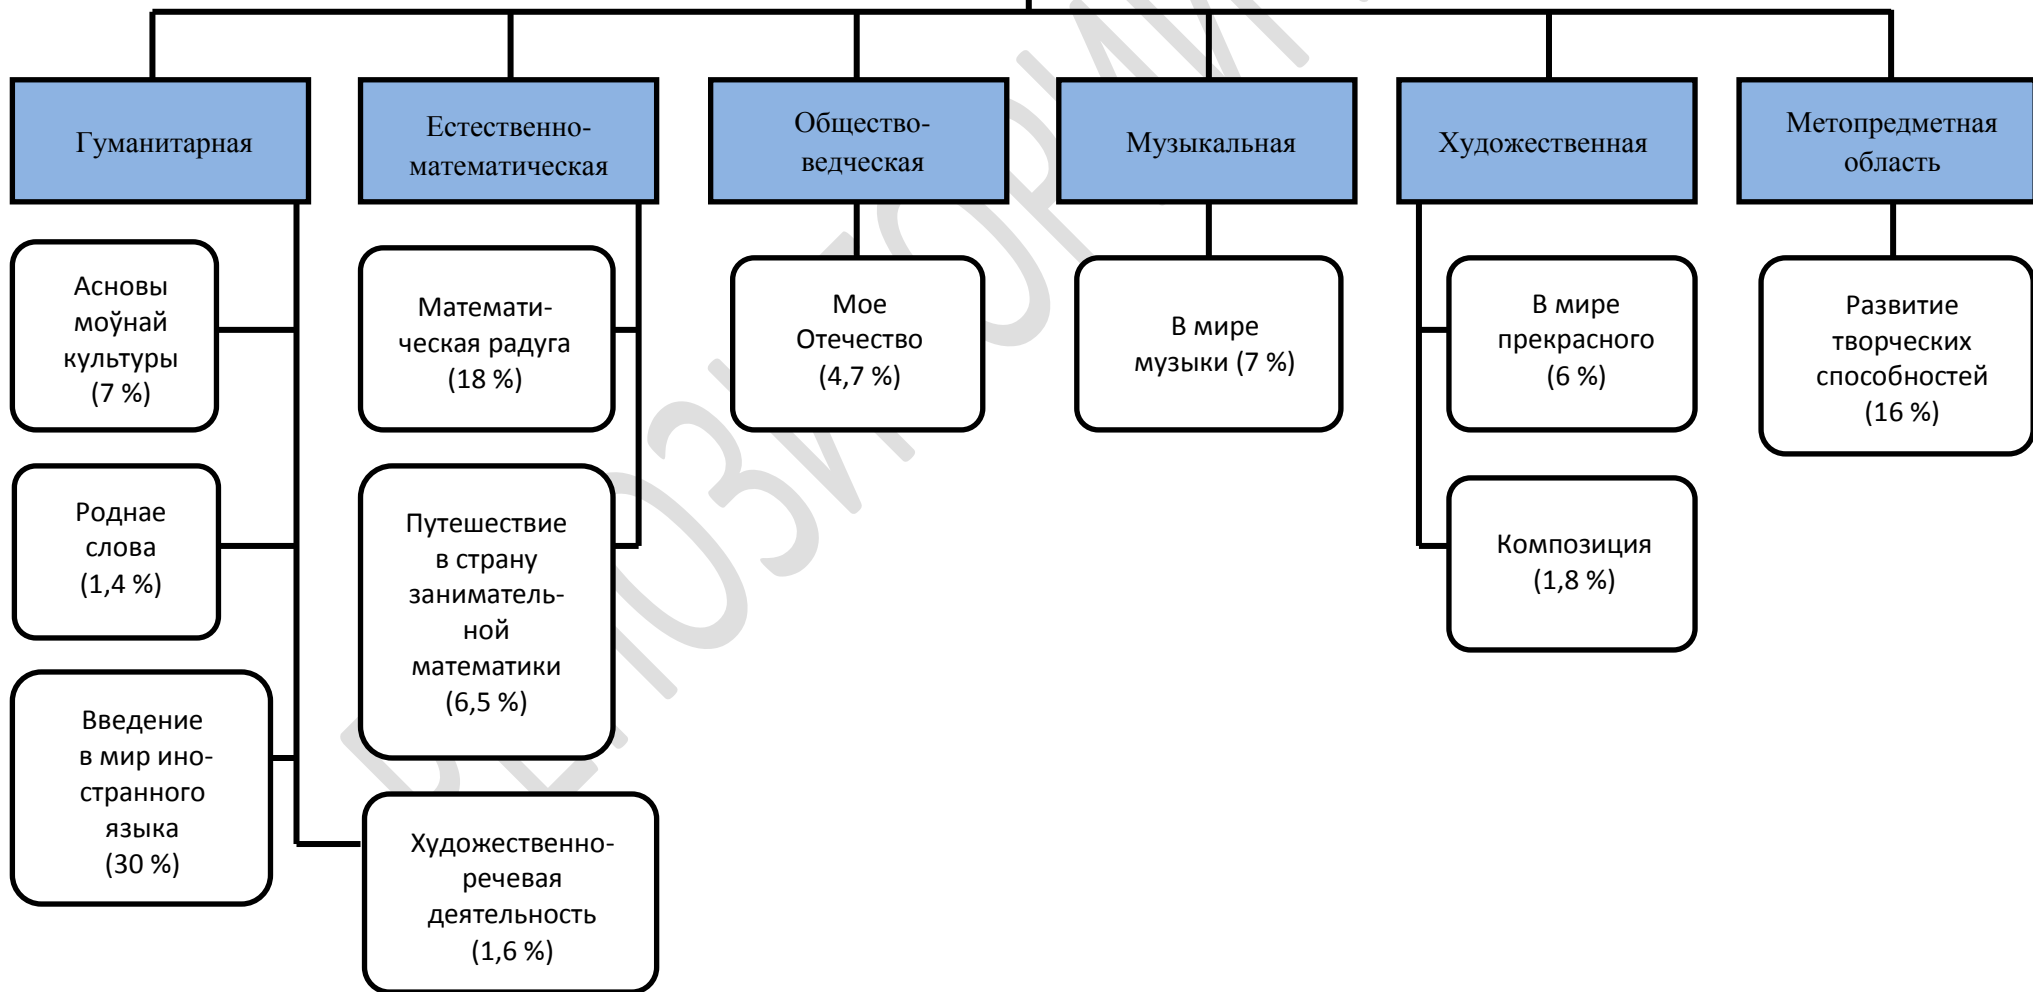 Гуманитарная
Естественно-
математическая
Общество-
ведческая
Музыкальная
Художественная
Метопредметная
область
Асновы
моўнай
культуры
(7 %)
Роднае
слова
(1,4 %)
Введение
в мир ино-
странного
языка
(30 %)
Художественно-
речевая
деятельность
(1,6 %)
Математи-
ческая радуга
(18 %)
Путешествие
в страну
заниматель-
ной
математики
(6,5 %)
Мое
Отечество
(4,7 %)
В мире
музыки (7 %)
В мире
прекрасного
(6 %)
Композиция
(1,8 %)
Развитие
творческих
способностей
(16 %)